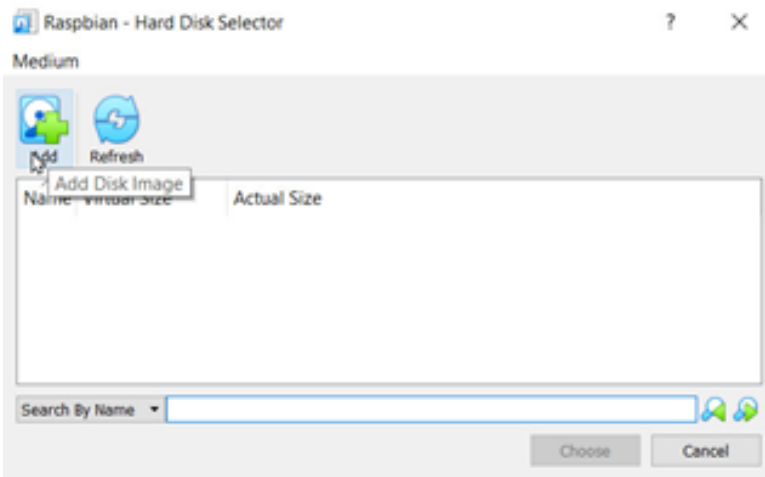 Raspbian - Hard Disk Selector ?
Medium
Add Refresh
Add Disk Image
Name Virtual Size Actual Size
Search By Name
Choose Cancel